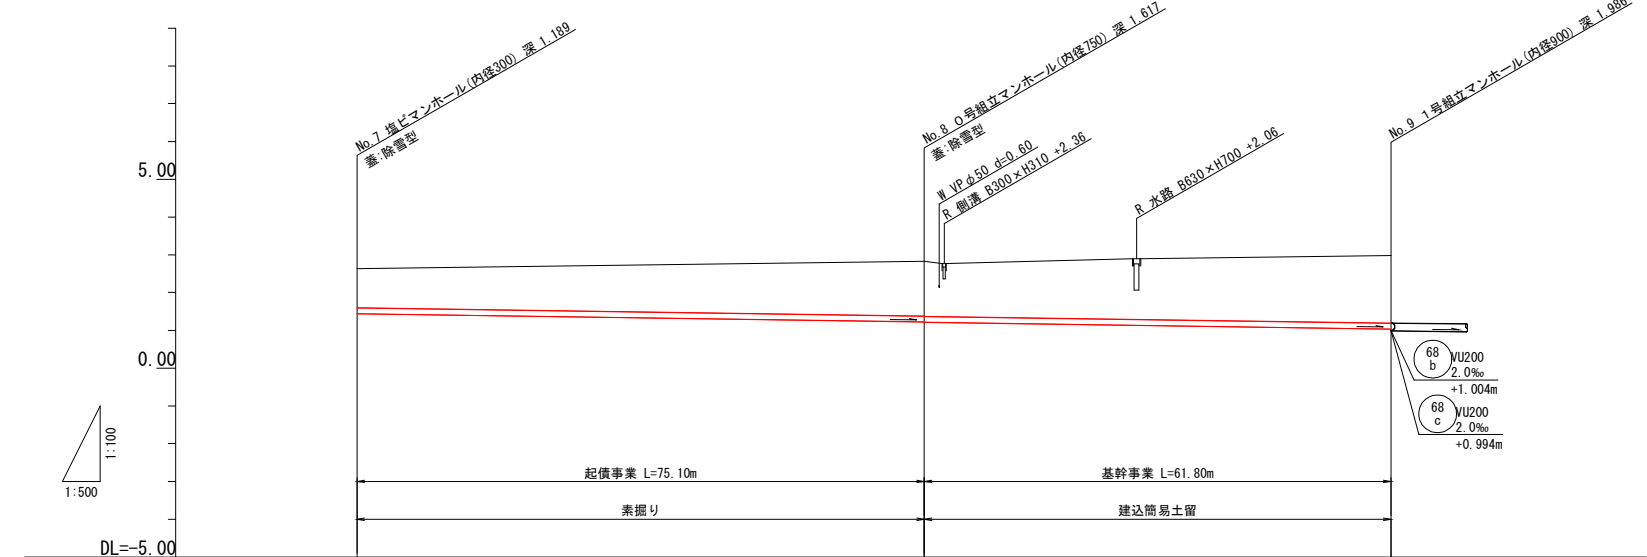 No.7 塩ビマンホール(内径300) 深 1.189
蓋:除雪型
No.8 0号組立マンホール(内径750) 深 1.617
蓋:除雪型
W VPφ50 d=0.60
R 側溝 B300×H310 +2.36
R 水路 B630×H700 +2.06
No.9 1号組立マンホール(内径900) 深 1.986
5.00
0.00
DL=-5.00
1:100
1:500
68
b
VU200
2.0‰
+1.004m
68
c
VU200
2.0‰
+0.994m
起債事業 L=75.10m
基幹事業 L=61.80m
素掘り
建込簡易土留